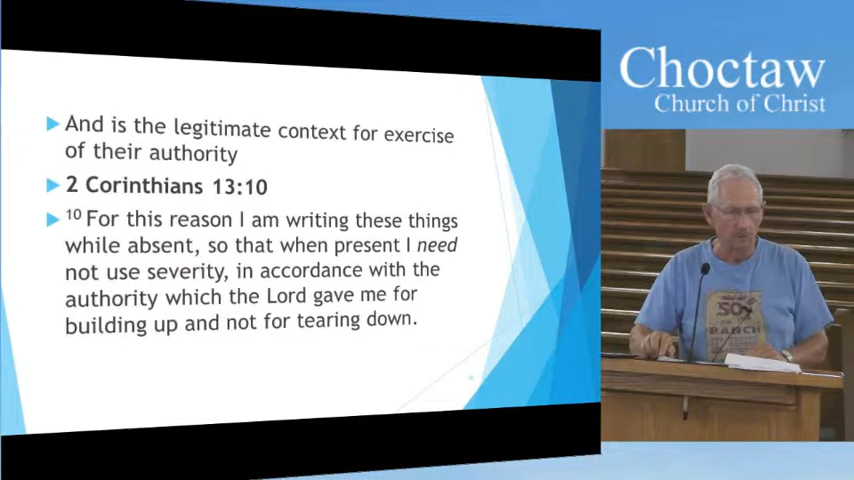 Choctaw
Church of Christ
And is the legitimate context for exercise
of their authority
2 Corinthians 13:10
10 For this reason I am writing these things
while absent, so that when present I need
not use severity, in accordance with the
authority which the Lord gave me for
building up and not for tearing down.
50
RANCH